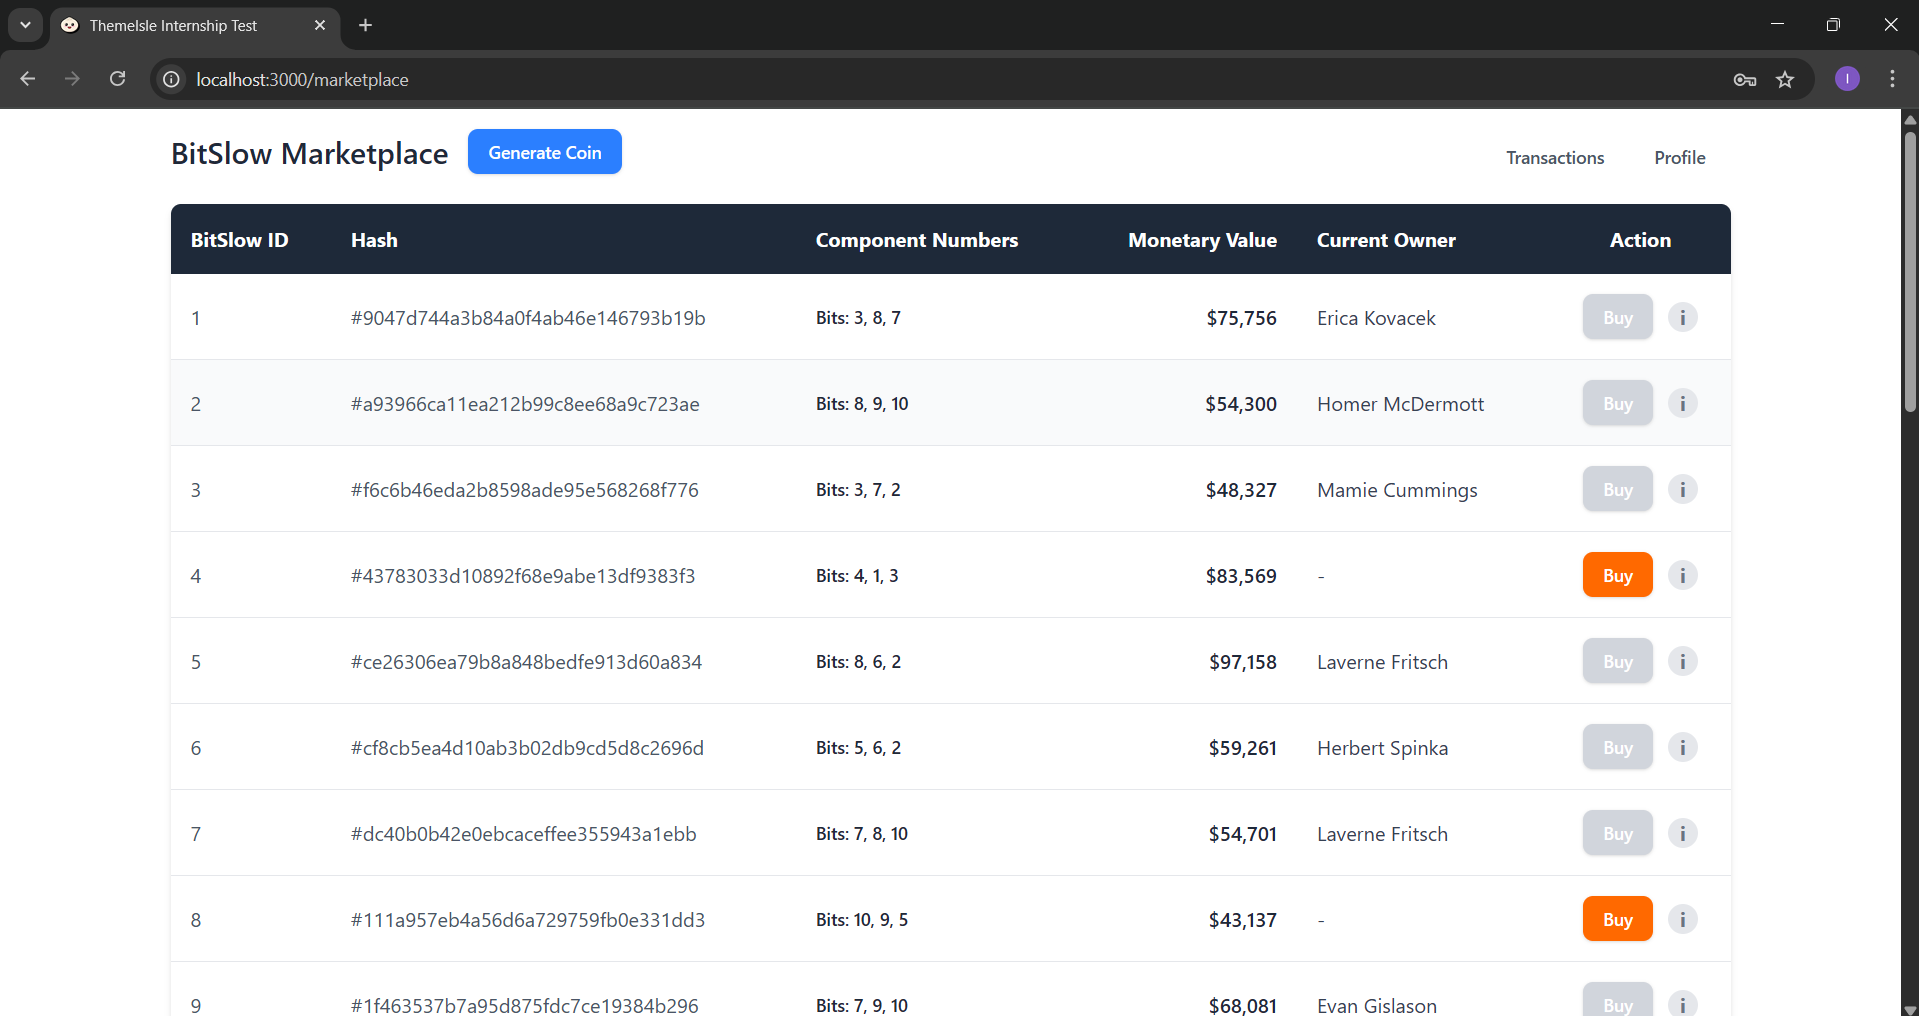 ThemeIsle Internship Test
localhost:3000/marketplace
I
BitSlow Marketplace Generate Coin Transactions Profile
BitSlow ID Hash Component Numbers Monetary Value Current Owner Action
1 #9047d744a3b84a0f4ab46e146793b19b Bits: 3, 8, 7 $75,756 Erica Kovacek Buy i
2 #a93966ca11ea212b99c8ee68a9c723ae Bits: 8, 9, 10 $54,300 Homer McDermott Buy i
3 #f6c6b46eda2b8598ade95e568268f776 Bits: 3, 7, 2 $48,327 Mamie Cummings Buy i
4 #43783033d10892f68e9abe13df9383f3 Bits: 4, 1, 3 $83,569 - Buy i
5 #ce26306ea79b8a848bedfe913d60a834 Bits: 8, 6, 2 $97,158 Laverne Fritsch Buy i
6 #cf8cb5ea4d10ab3b02db9cd5d8c2696d Bits: 5, 6, 2 $59,261 Herbert Spinka Buy i
7 #dc40b0b42e0ebcaceffee355943a1ebb Bits: 7, 8, 10 $54,701 Laverne Fritsch Buy i
8 #111a957eb4a56d6a729759fb0e331dd3 Bits: 10, 9, 5 $43,137 - Buy i
9 #1f463537b7a95d875fdc7ce19384b296 Bits: 7, 9, 10 $68,081 Evan Gislason Buy i